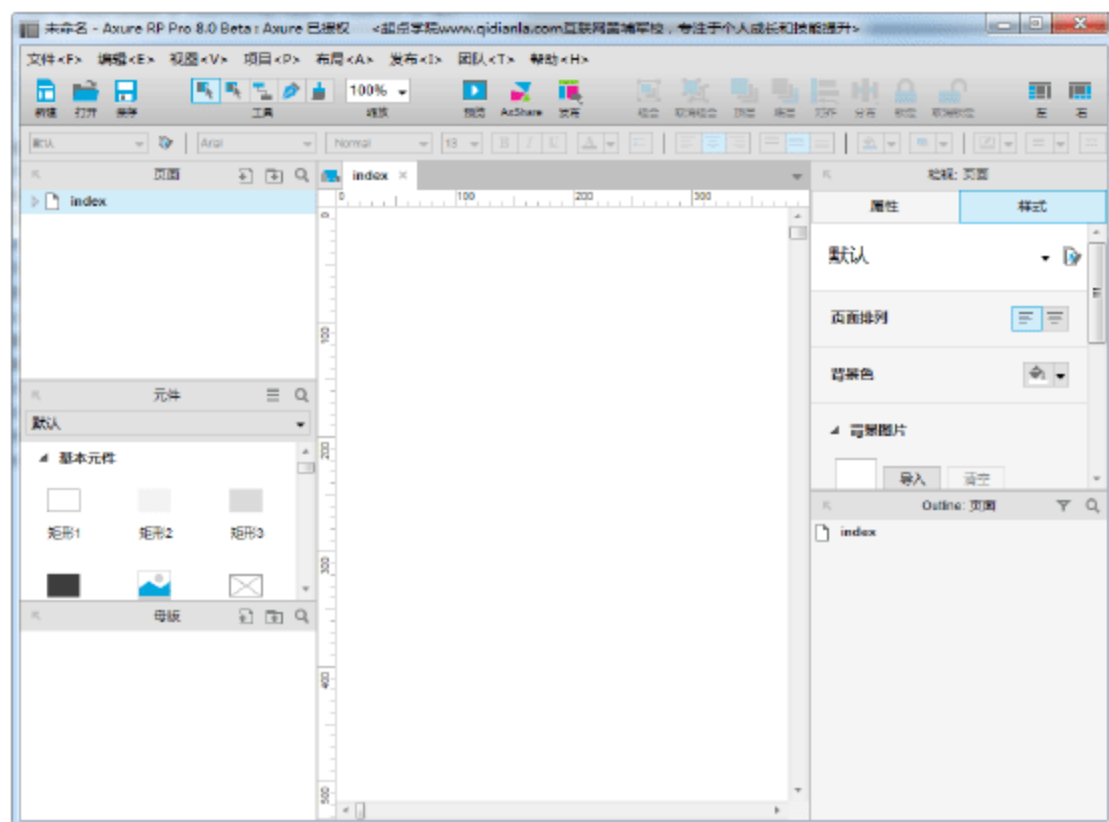 未命名 - Axure RP Pro 8.0 Beta : Axure 已授权 <起点学院www.qidianla.com互联网黄埔军校，专注于个人成长和技能提升>
文件<F> 编辑<E> 视图<V> 项目<P> 布局<A> 发布<I> 团队<T> 帮助<H>
100%
新建 打开 保存 工具 缩放 预览 AxShare 发布 组合 取消组合 顶层 底层 对齐 分布 锁定 取消锁定 左 右
默认 Arial Normal 13 B I U A
页面 index 检视: 页面
index
0 100 200 300
属性 样式
默认
页面排列
背景色
背景图片
导入 清空
元件
默认
基本元件
矩形1 矩形2 矩形3
母版
0
100
200
300
400
500
Outline: 页面
index